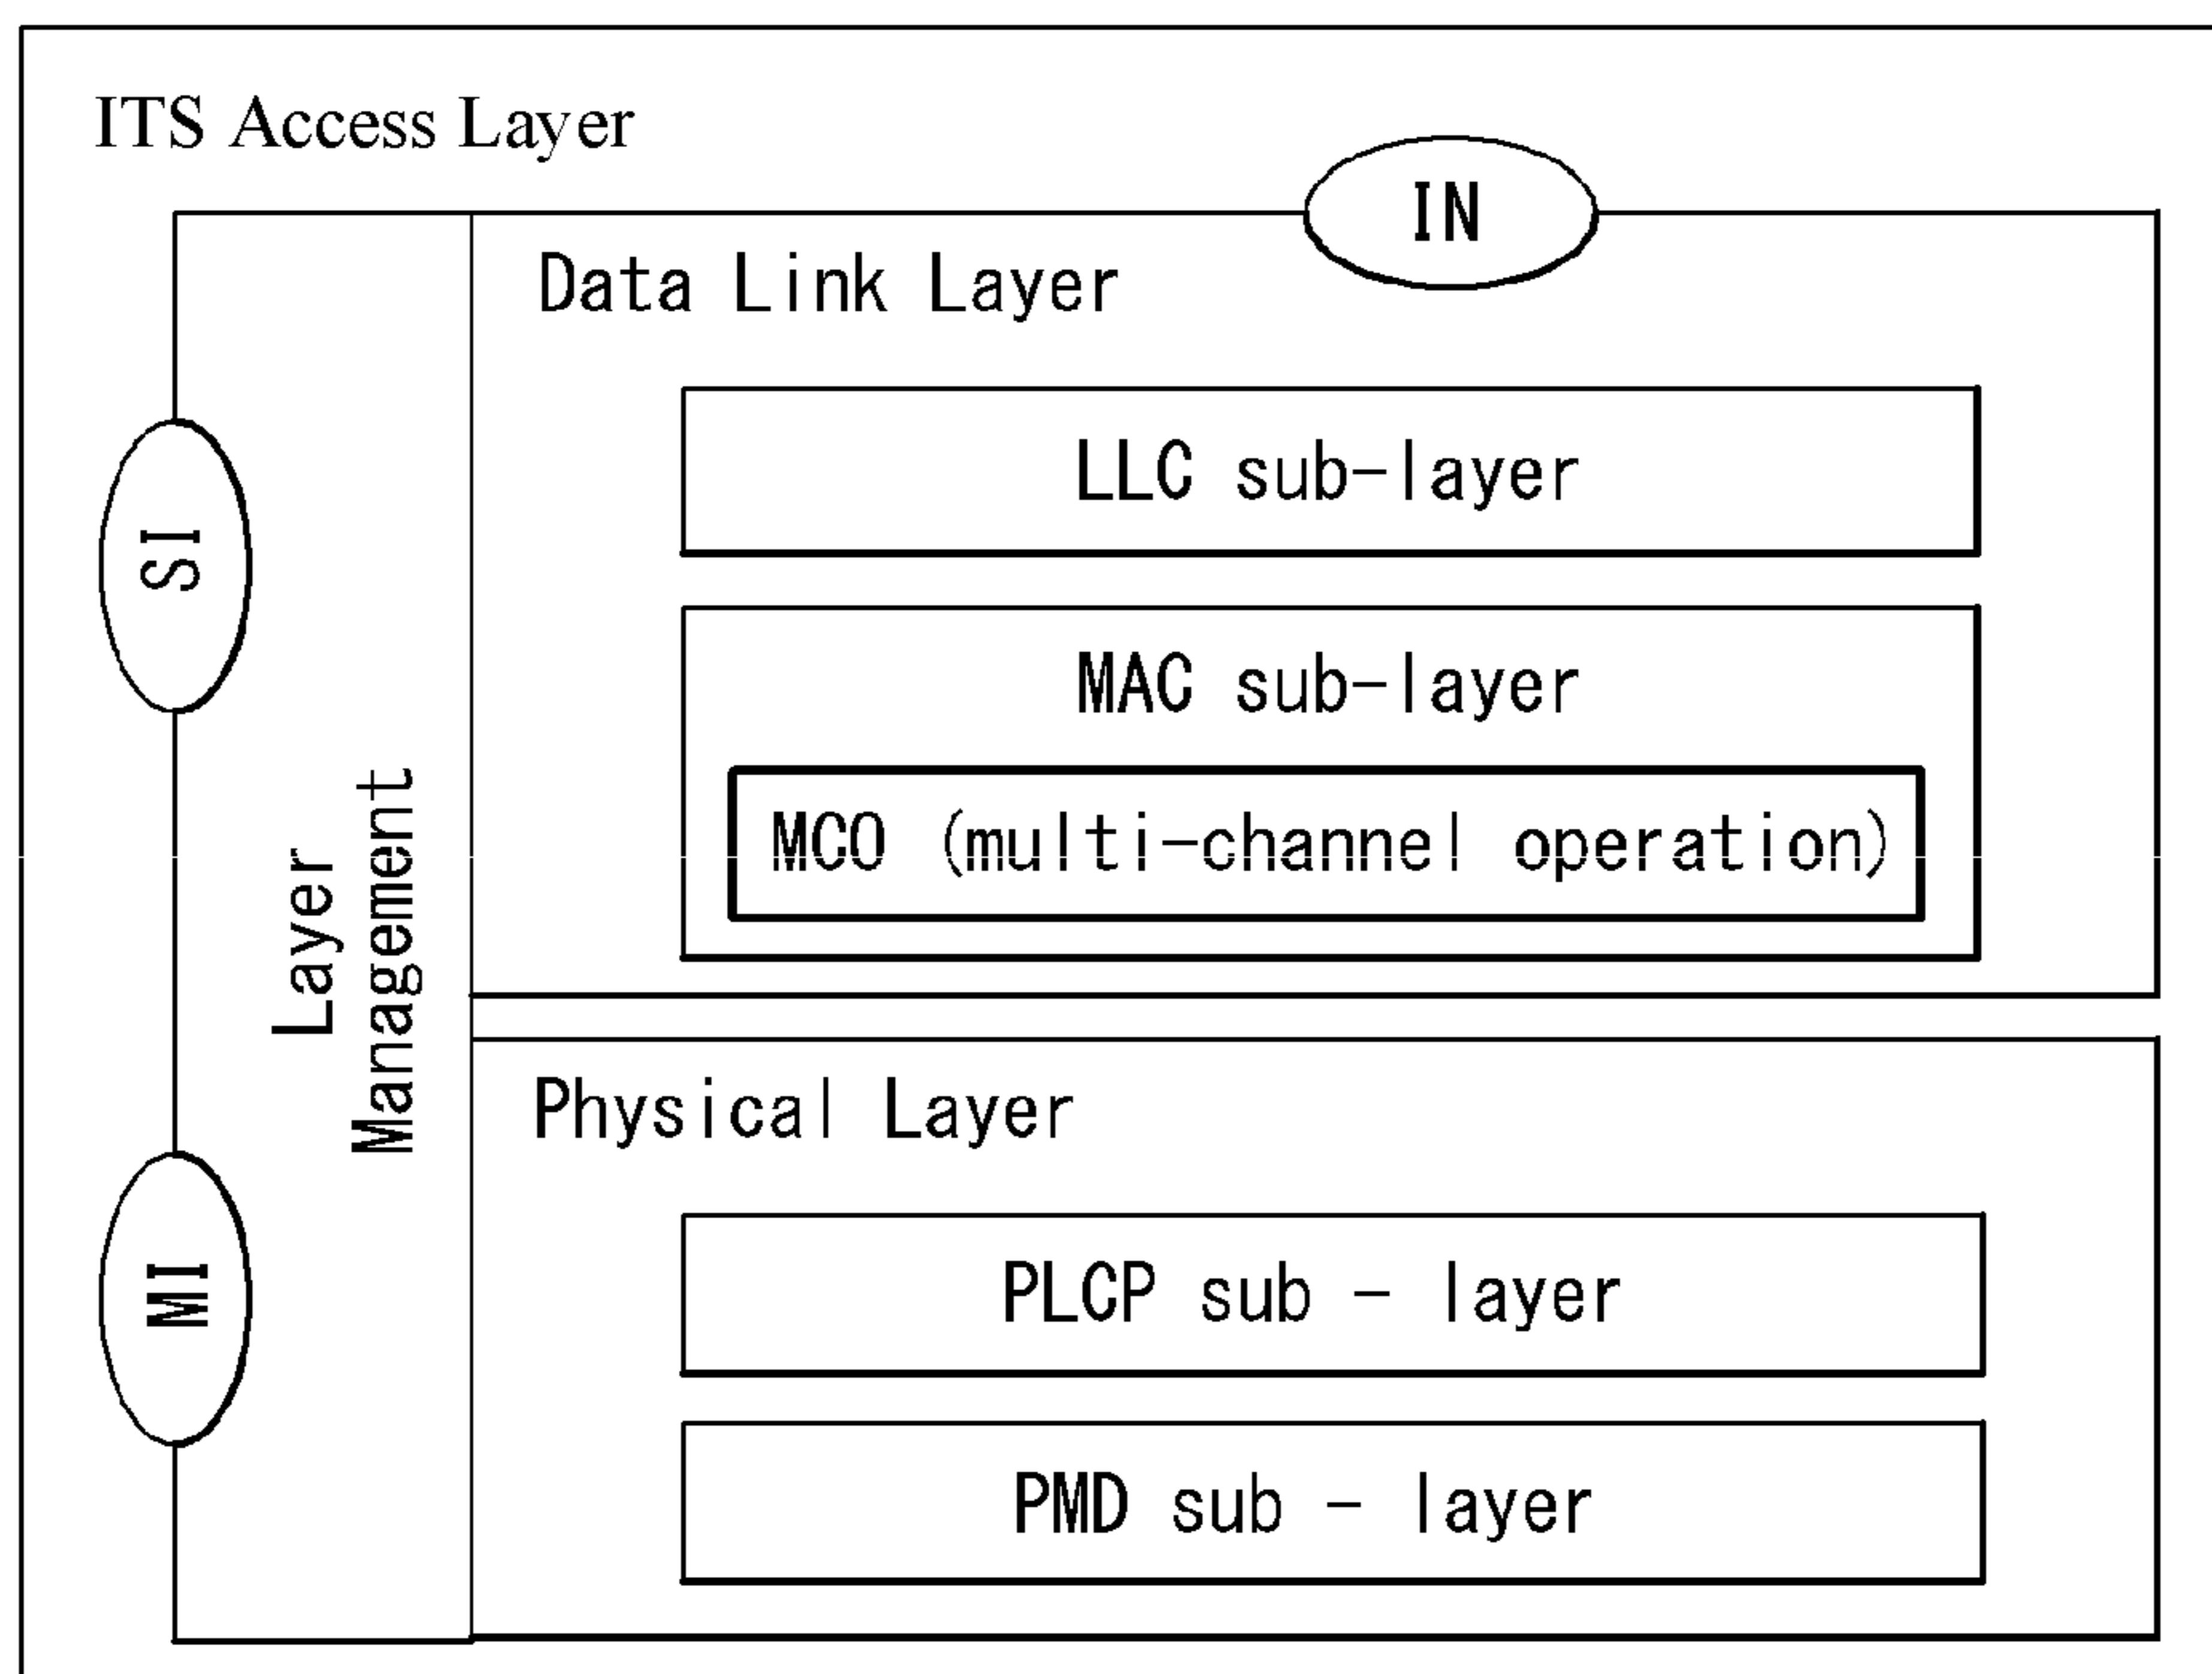 ITS Access Layer
IN
Data Link Layer
LLC sub-layer
SI
MAC sub-layer
MCO (multi-channel operation)
Layer
Management
Physical Layer
MI
PLCP sub - layer
PMD sub - layer